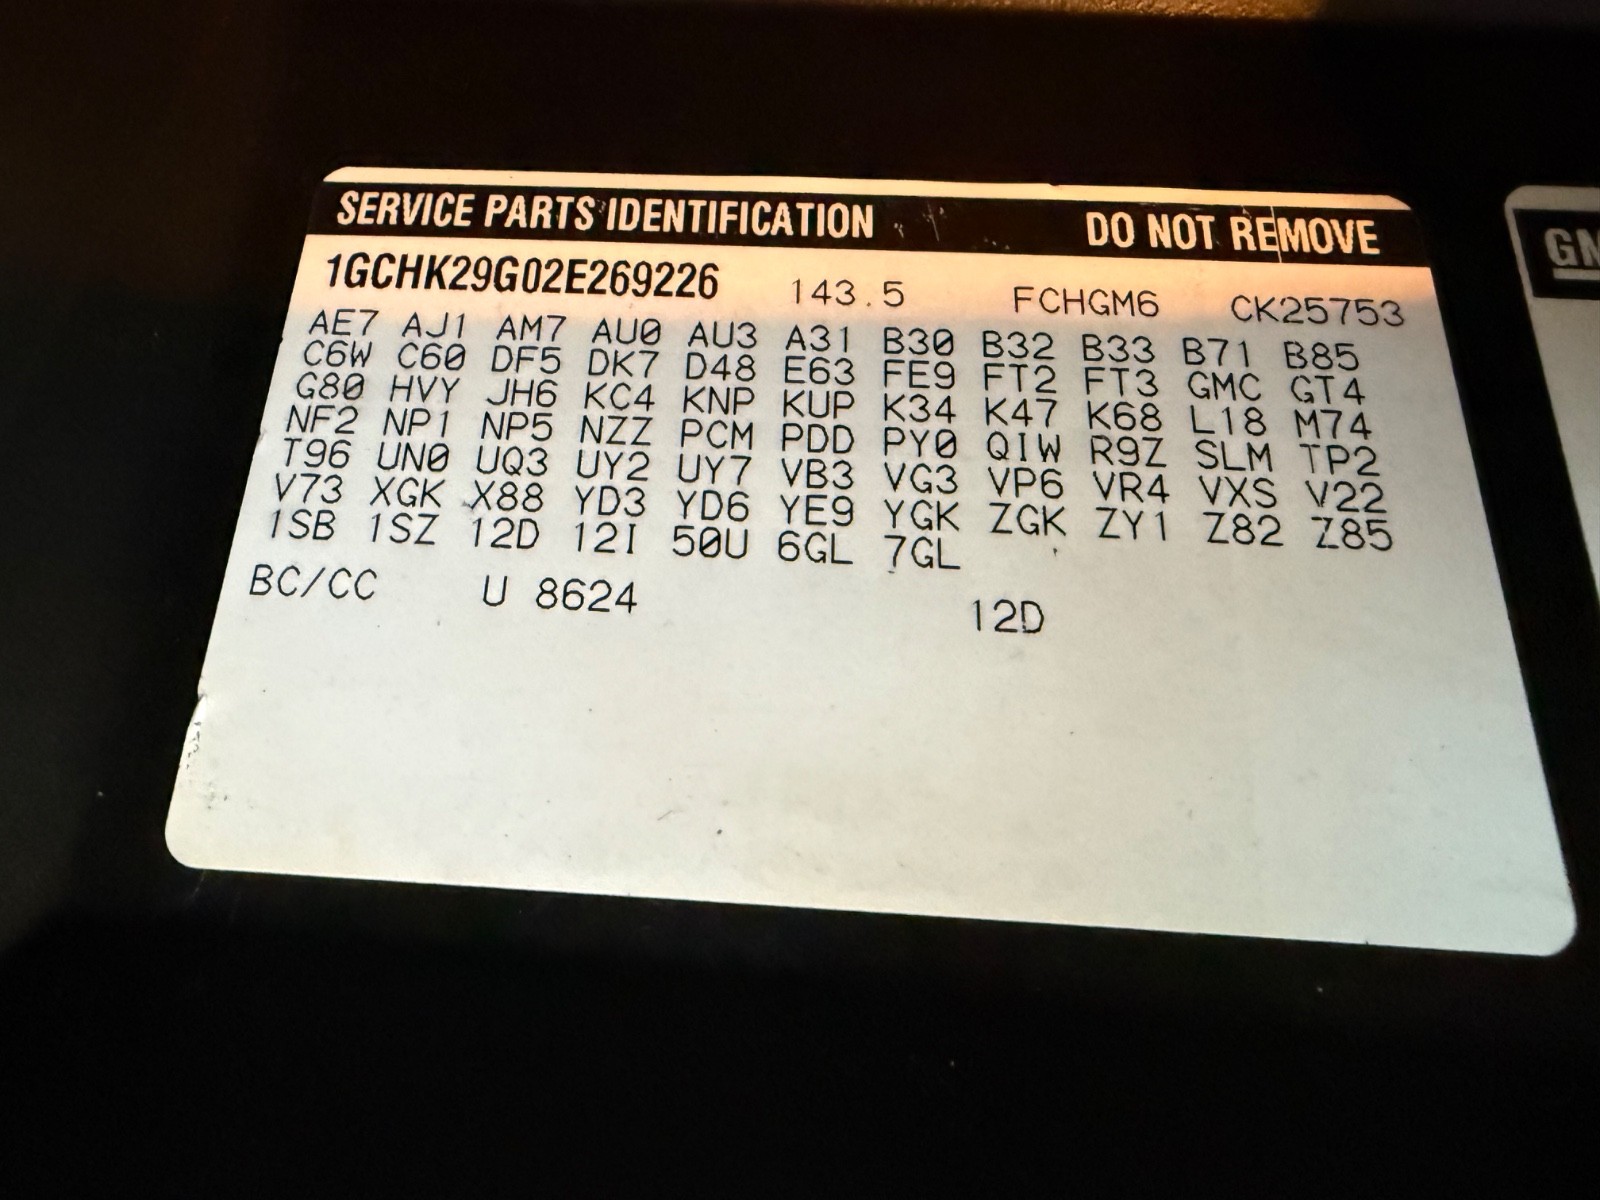 SERVICE PARTS IDENTIFICATION DO NOT REMOVE
1GCHK29G02E269226 143.5 FCHGM6 CK25753
AE7 AJ1 AM7 AU0 AU3 A31 B30 B32 B33 B71 B85
C6W C60 DF5 DK7 D48 E63 FE9 FT2 FT3 GMC GT4
G80 HVY JH6 KC4 KNP KUP K34 K47 K68 L18 M74
NF2 NP1 NP5 NZZ PCM PDD PY0 QIW R9Z SLM TP2
T96 UN0 UQ3 UY2 UY7 VB3 VG3 VP6 VR4 VXS V22
V73 XGK X88 YD3 YD6 YE9 YGK ZGK ZY1 Z82 Z85
1SB 1SZ 12D 12I 50U 6GL 7GL
BC/CC U 8624 12D
GM